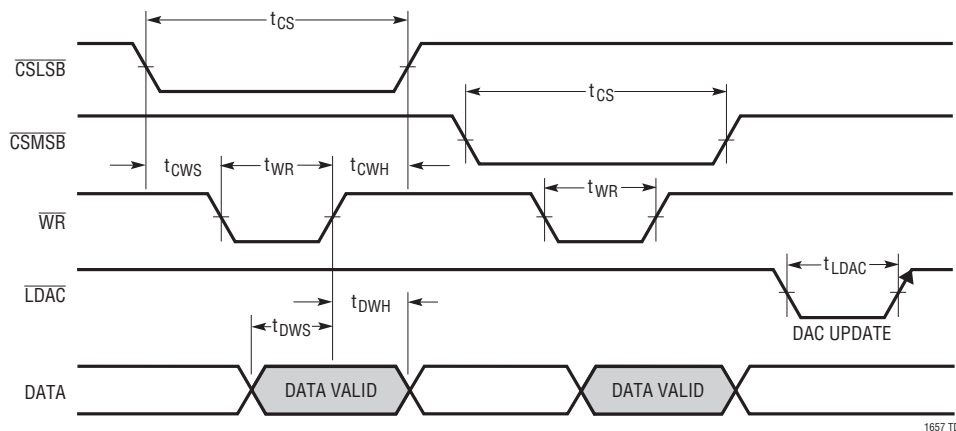 tCS
CSLSB
tCS
CSMSB
tCWS tWR tCWH
tWR
WR
tLDAC
LDAC
tDWH
tDWS
DAC UPDATE
DATA
DATA VALID
DATA VALID